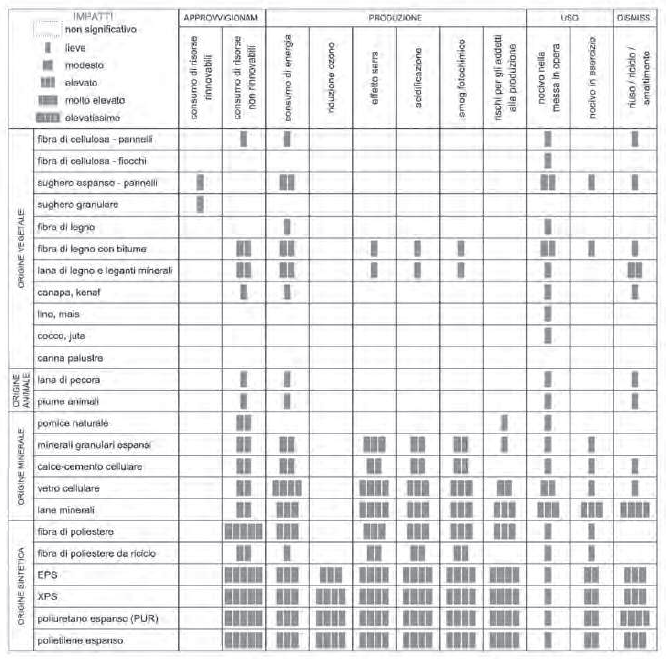 IMPATTI
non significativo
lieve
modesto
elevato
molto elevato
elevatissimo
APPROVVIGIONAM
PRODUZIONE
USO
DISMISS.
consumo di risorse
rinnovabili
consumo di risorse
non rinnovabili
consumo di energia
riduzione ozono
effetto serra
acidificazione
smog fotochimico
rischi per gli addetti
alla produzione
nocivo nella
messa in opera
nocivo in esercizio
riuso / riciclo /
smaltimento
ORIGINE VEGETALE
fibra di cellulosa - pannelli
fibra di cellulosa - fiocchi
sughero espanso - pannelli
sughero granulare
fibra di legno
fibra di legno con bitume
lana di legno e leganti minerali
canapa, kenaf
lino, mais
cocco, juta
canna palustre
ORIGINE
ANIMALE
lana di pecora
piume animali
ORIGINE MINERALE
pomice naturale
minerali granulari espansi
calce-cemento cellulare
vetro cellulare
lane minerali
ORIGINE SINTETICA
fibra di poliestere
fibra di poliestere da riciclo
EPS
XPS
poliuretano espanso (PUR)
polietilene espanso